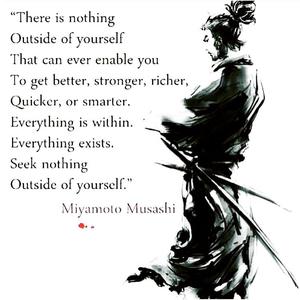 “There is nothing
Outside of yourself
That can ever enable you
To get better, stronger, richer,
Quicker, or smarter.
Everything is within.
Everything exists.
Seek nothing
Outside of yourself.”
Miyamoto Musashi